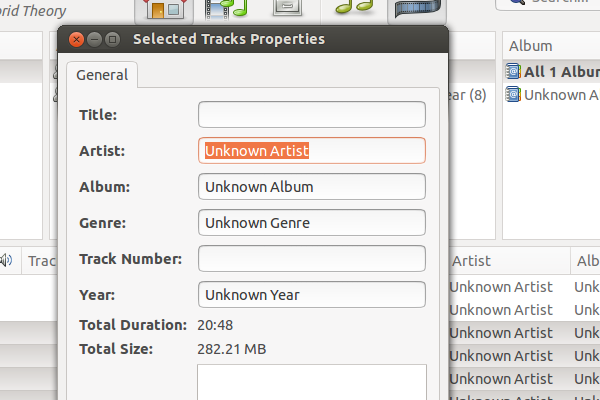 Search...
brid Theory
Selected Tracks Properties
General
Album
All 1 Albu
ear (8)
Unknown A
Title:
Artist: Unknown Artist
Album: Unknown Album
Genre: Unknown Genre
Track Number:
Trac
Artist
Alb
Year: Unknown Year
Unknown Artist
Unk
Unknown Artist
Unk
Total Duration: 20:48
Unknown Artist
Unk
Total Size: 282.21 MB
Unknown Artist
Unk
Unknown Artist
Unk
Unknown Artist
Unk